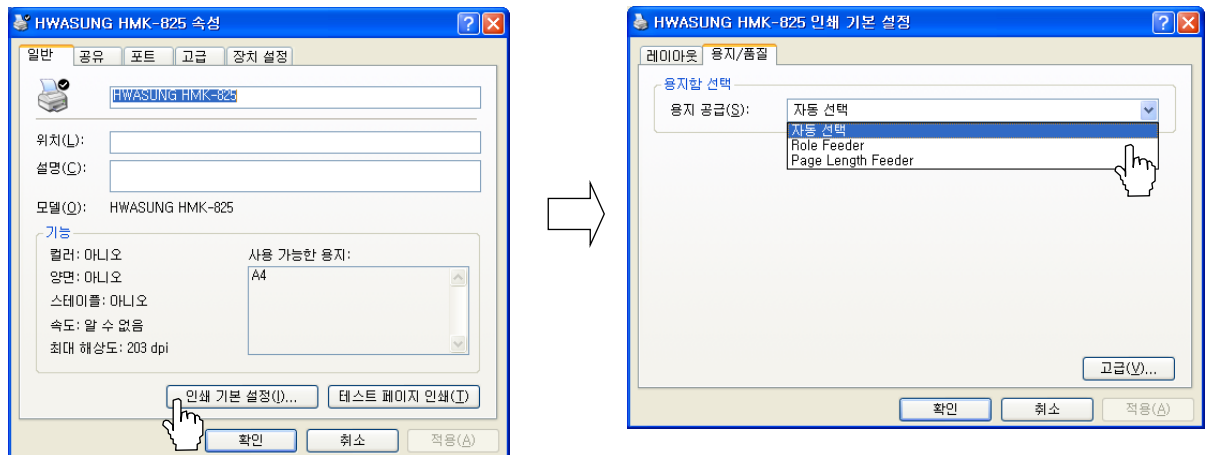 HWASUNG HMK-825 속성
일반 공유 포트 고급 장치 설정
HWASUNG HMK-825
위치(L):
설명(C):
모델(O): HWASUNG HMK-825
기능
컬러: 아니오
양면: 아니오
스테이플: 아니오
속도: 알 수 없음
최대 해상도: 203 dpi
사용 가능한 용지:
A4
인쇄 기본 설정(I)...
테스트 페이지 인쇄(T)
확인 취소 적용(A)
HWASUNG HMK-825 인쇄 기본 설정
레이아웃 용지/품질
용지함 선택
용지 공급(S): 자동 선택
자동 선택
Role Feeder
Page Length Feeder
고급(V)...
확인 취소 적용(A)